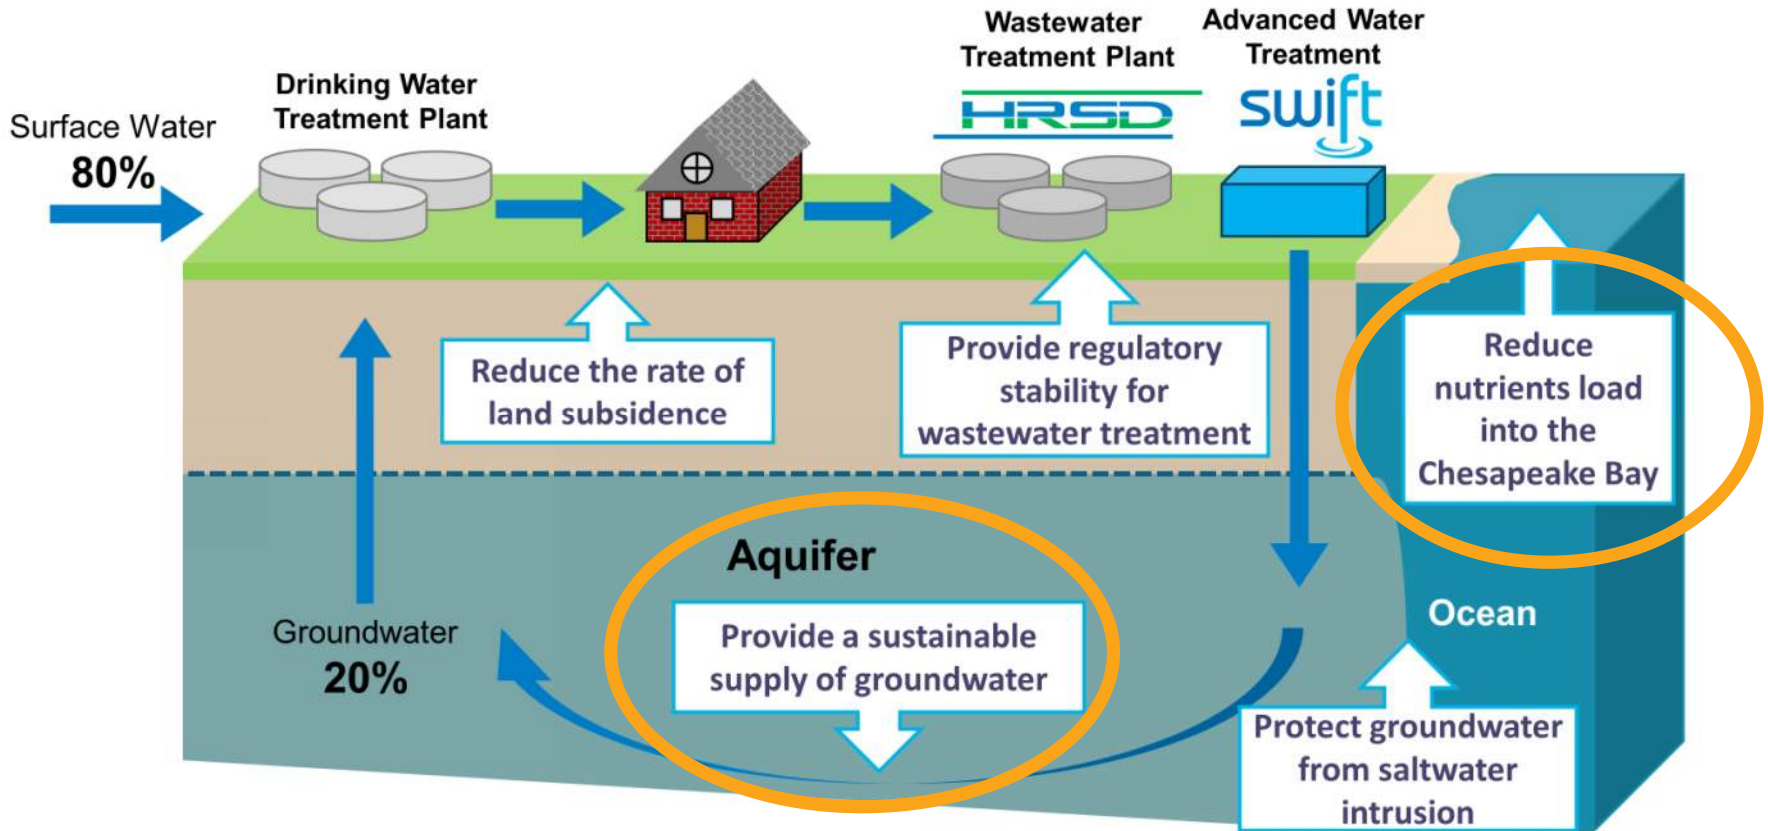 Surface Water
80%
Drinking Water
Treatment Plant
Wastewater
Treatment Plant
HRSD
Advanced Water
Treatment
swift
Reduce the rate of
land subsidence
Provide regulatory
stability for
wastewater treatment
Reduce
nutrients load
into the
Chesapeake Bay
Aquifer
Groundwater
20%
Provide a sustainable
supply of groundwater
Ocean
Protect groundwater
from saltwater
intrusion